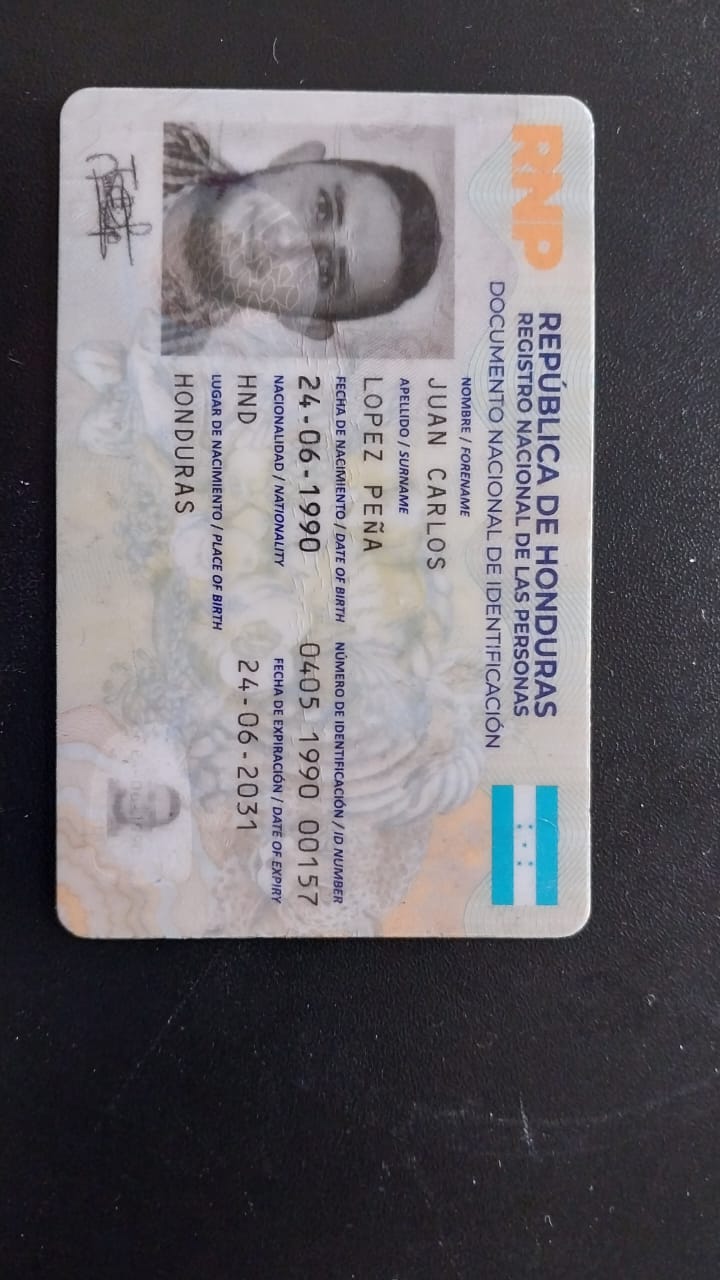 RNP
REPÚBLICA DE HONDURAS
REGISTRO NACIONAL DE LAS PERSONAS
DOCUMENTO NACIONAL DE IDENTIFICACIÓN
NOMBRE / FORENAME
JUAN CARLOS
APELLIDO / SURNAME
LOPEZ PEÑA
FECHA DE NACIMIENTO / DATE OF BIRTH
24-06-1990
NÚMERO DE IDENTIFICACIÓN / ID NUMBER
0405 1990 00157
NACIONALIDAD / NATIONALITY
HND
FECHA DE EXPIRACIÓN / DATE OF EXPIRY
24-06-2031
LUGAR DE NACIMIENTO / PLACE OF BIRTH
HONDURAS